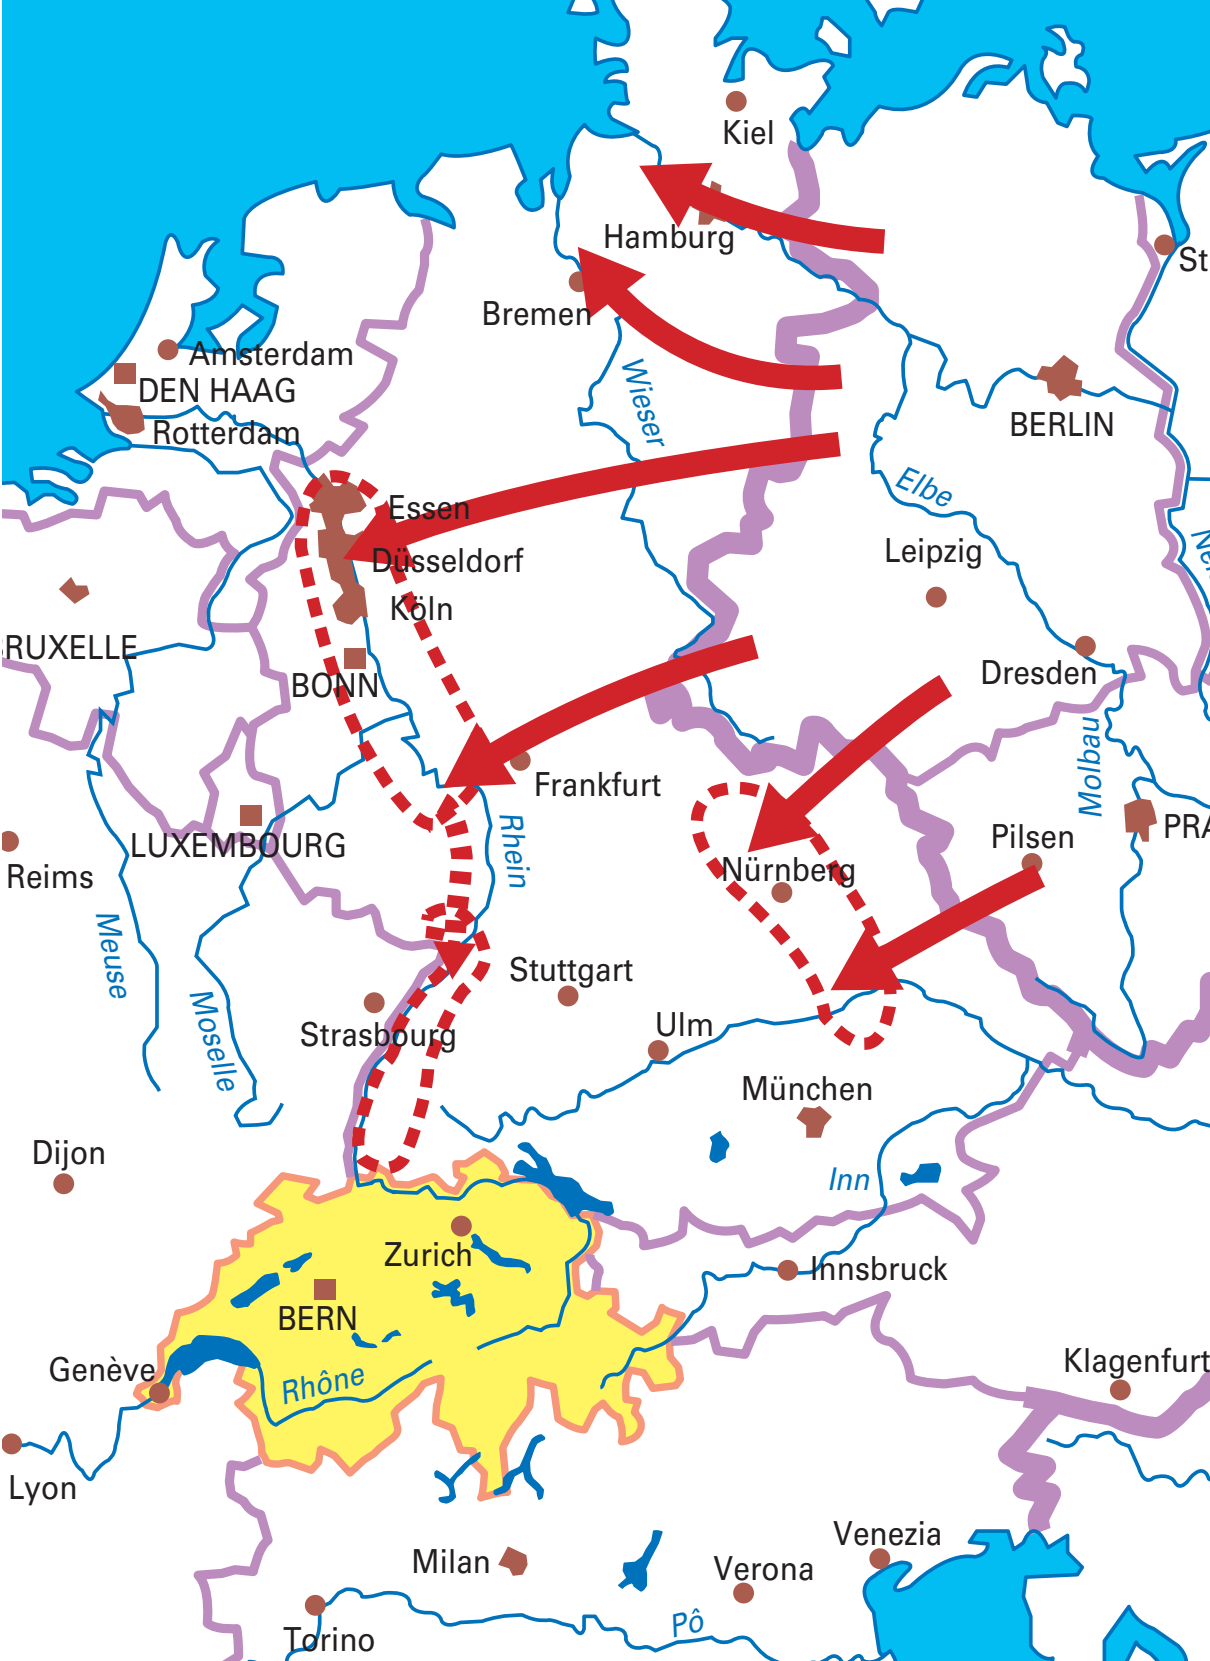 Kiel
Hamburg
St
Bremen
Amsterdam
DEN HAAG
Rotterdam
Wieser
BERLIN
Elbe
Essen
Düsseldorf
Köln
Leipzig
Nei
RUXELLE
BONN
Dresden
Molbau
Frankfurt
Rhein
LUXEMBOURG
Pilsen
PRA
Reims
Nürnberg
Meuse
Moselle
Stuttgart
Strasbourg
Ulm
München
Dijon
Inn
Zurich
Innsbruck
BERN
Genève
Rhône
Klagenfurt
Lyon
Milan
Venezia
Verona
Pô
Torino